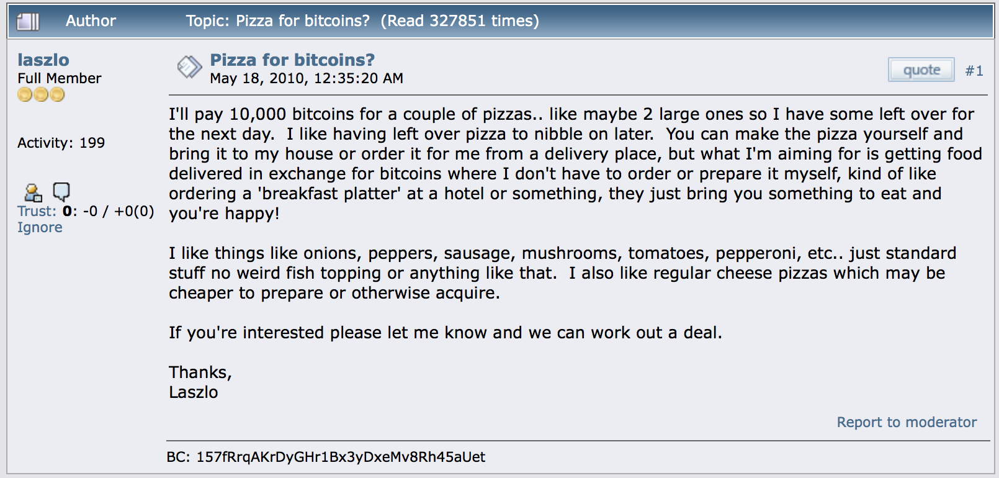 Author Topic: Pizza for bitcoins?  (Read 327851 times)
laszlo
Full Member
Activity: 199
Trust: 0: -0 / +0(0)
Ignore
Pizza for bitcoins?
May 18, 2010, 12:35:20 AM
quote #1
I'll pay 10,000 bitcoins for a couple of pizzas.. like maybe 2 large ones so I have some left over for
the next day.  I like having left over pizza to nibble on later.  You can make the pizza yourself and
bring it to my house or order it for me from a delivery place, but what I'm aiming for is getting food
delivered in exchange for bitcoins where I don't have to order or prepare it myself, kind of like
ordering a 'breakfast platter' at a hotel or something, they just bring you something to eat and
you're happy!
I like things like onions, peppers, sausage, mushrooms, tomatoes, pepperoni, etc.. just standard
stuff no weird fish topping or anything like that.  I also like regular cheese pizzas which may be
cheaper to prepare or otherwise acquire.
If you're interested please let me know and we can work out a deal.
Thanks,
Laszlo
Report to moderator
BC: 157fRrqAKrDyGHr1Bx3yDxeMv8Rh45aUet